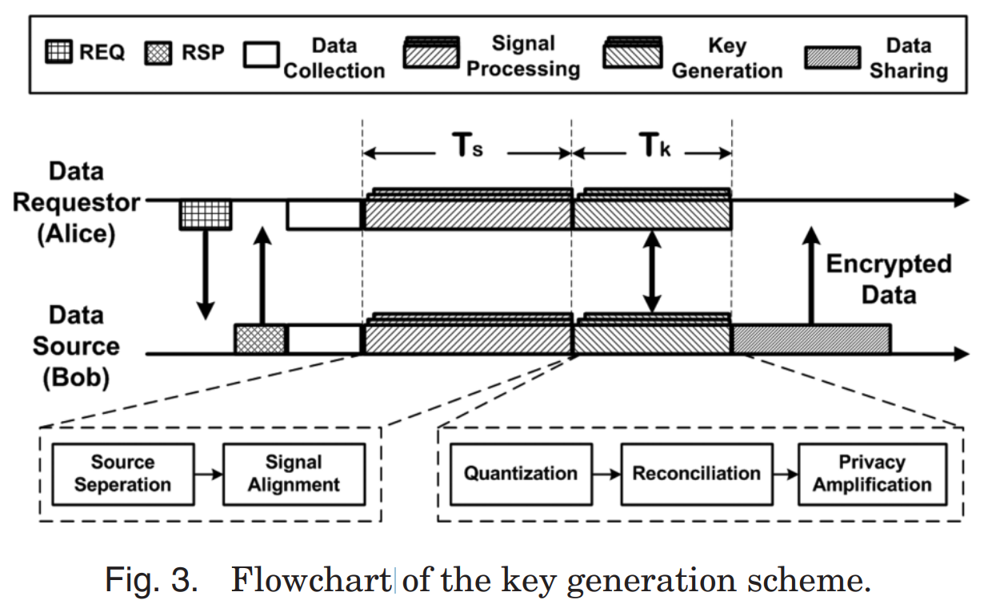 REQ
RSP
Data
Collection
Signal
Processing
Key
Generation
Data
Sharing
Ts
Tk
Data
Requestor
(Alice)
Encrypted
Data
Data
Source
(Bob)
Source
Seperation
Signal
Alignment
Quantization
Reconciliation
Privacy
Amplification
Fig. 3. Flowchart of the key generation scheme.